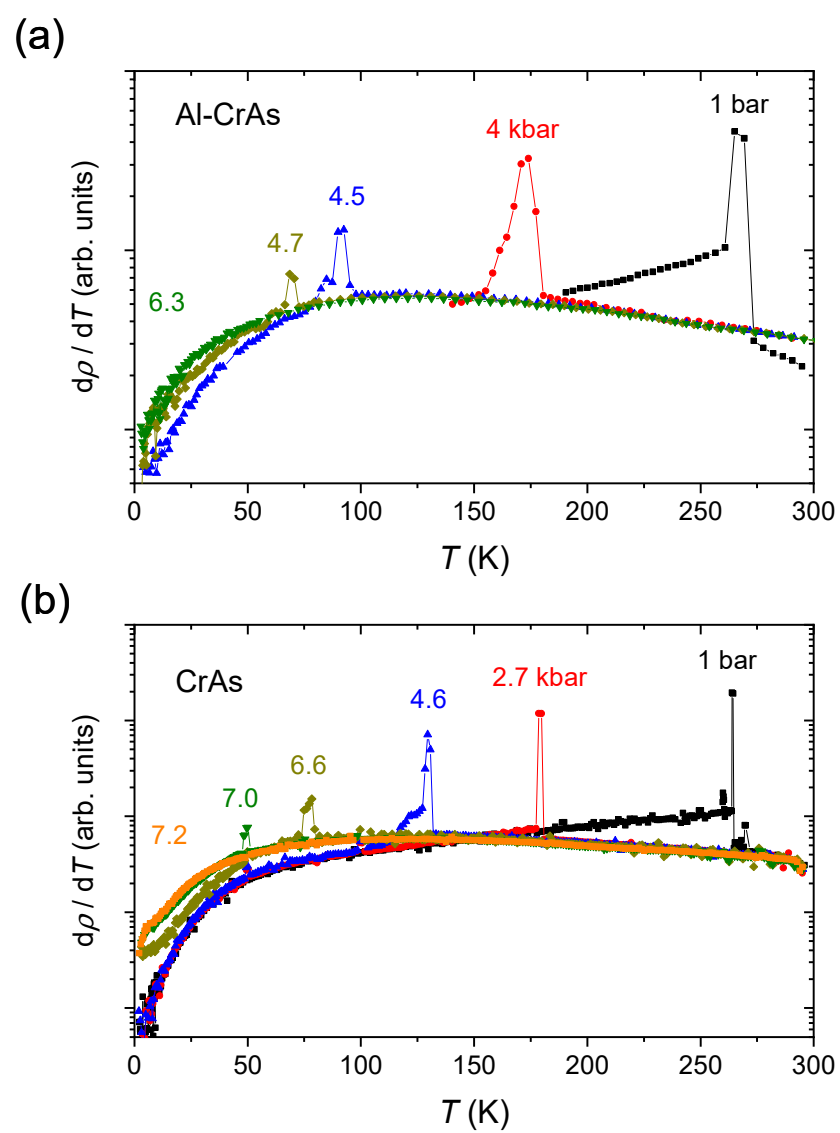 (a)
Al-CrAs
1 bar
4 kbar
4.5
4.7
6.3
dρ / dT (arb. units)
0 50 100 150 200 250 300
T (K)
(b)
CrAs
1 bar
2.7 kbar
4.6
6.6
7.0
7.2
dρ / dT (arb. units)
0 50 100 150 200 250 300
T (K)